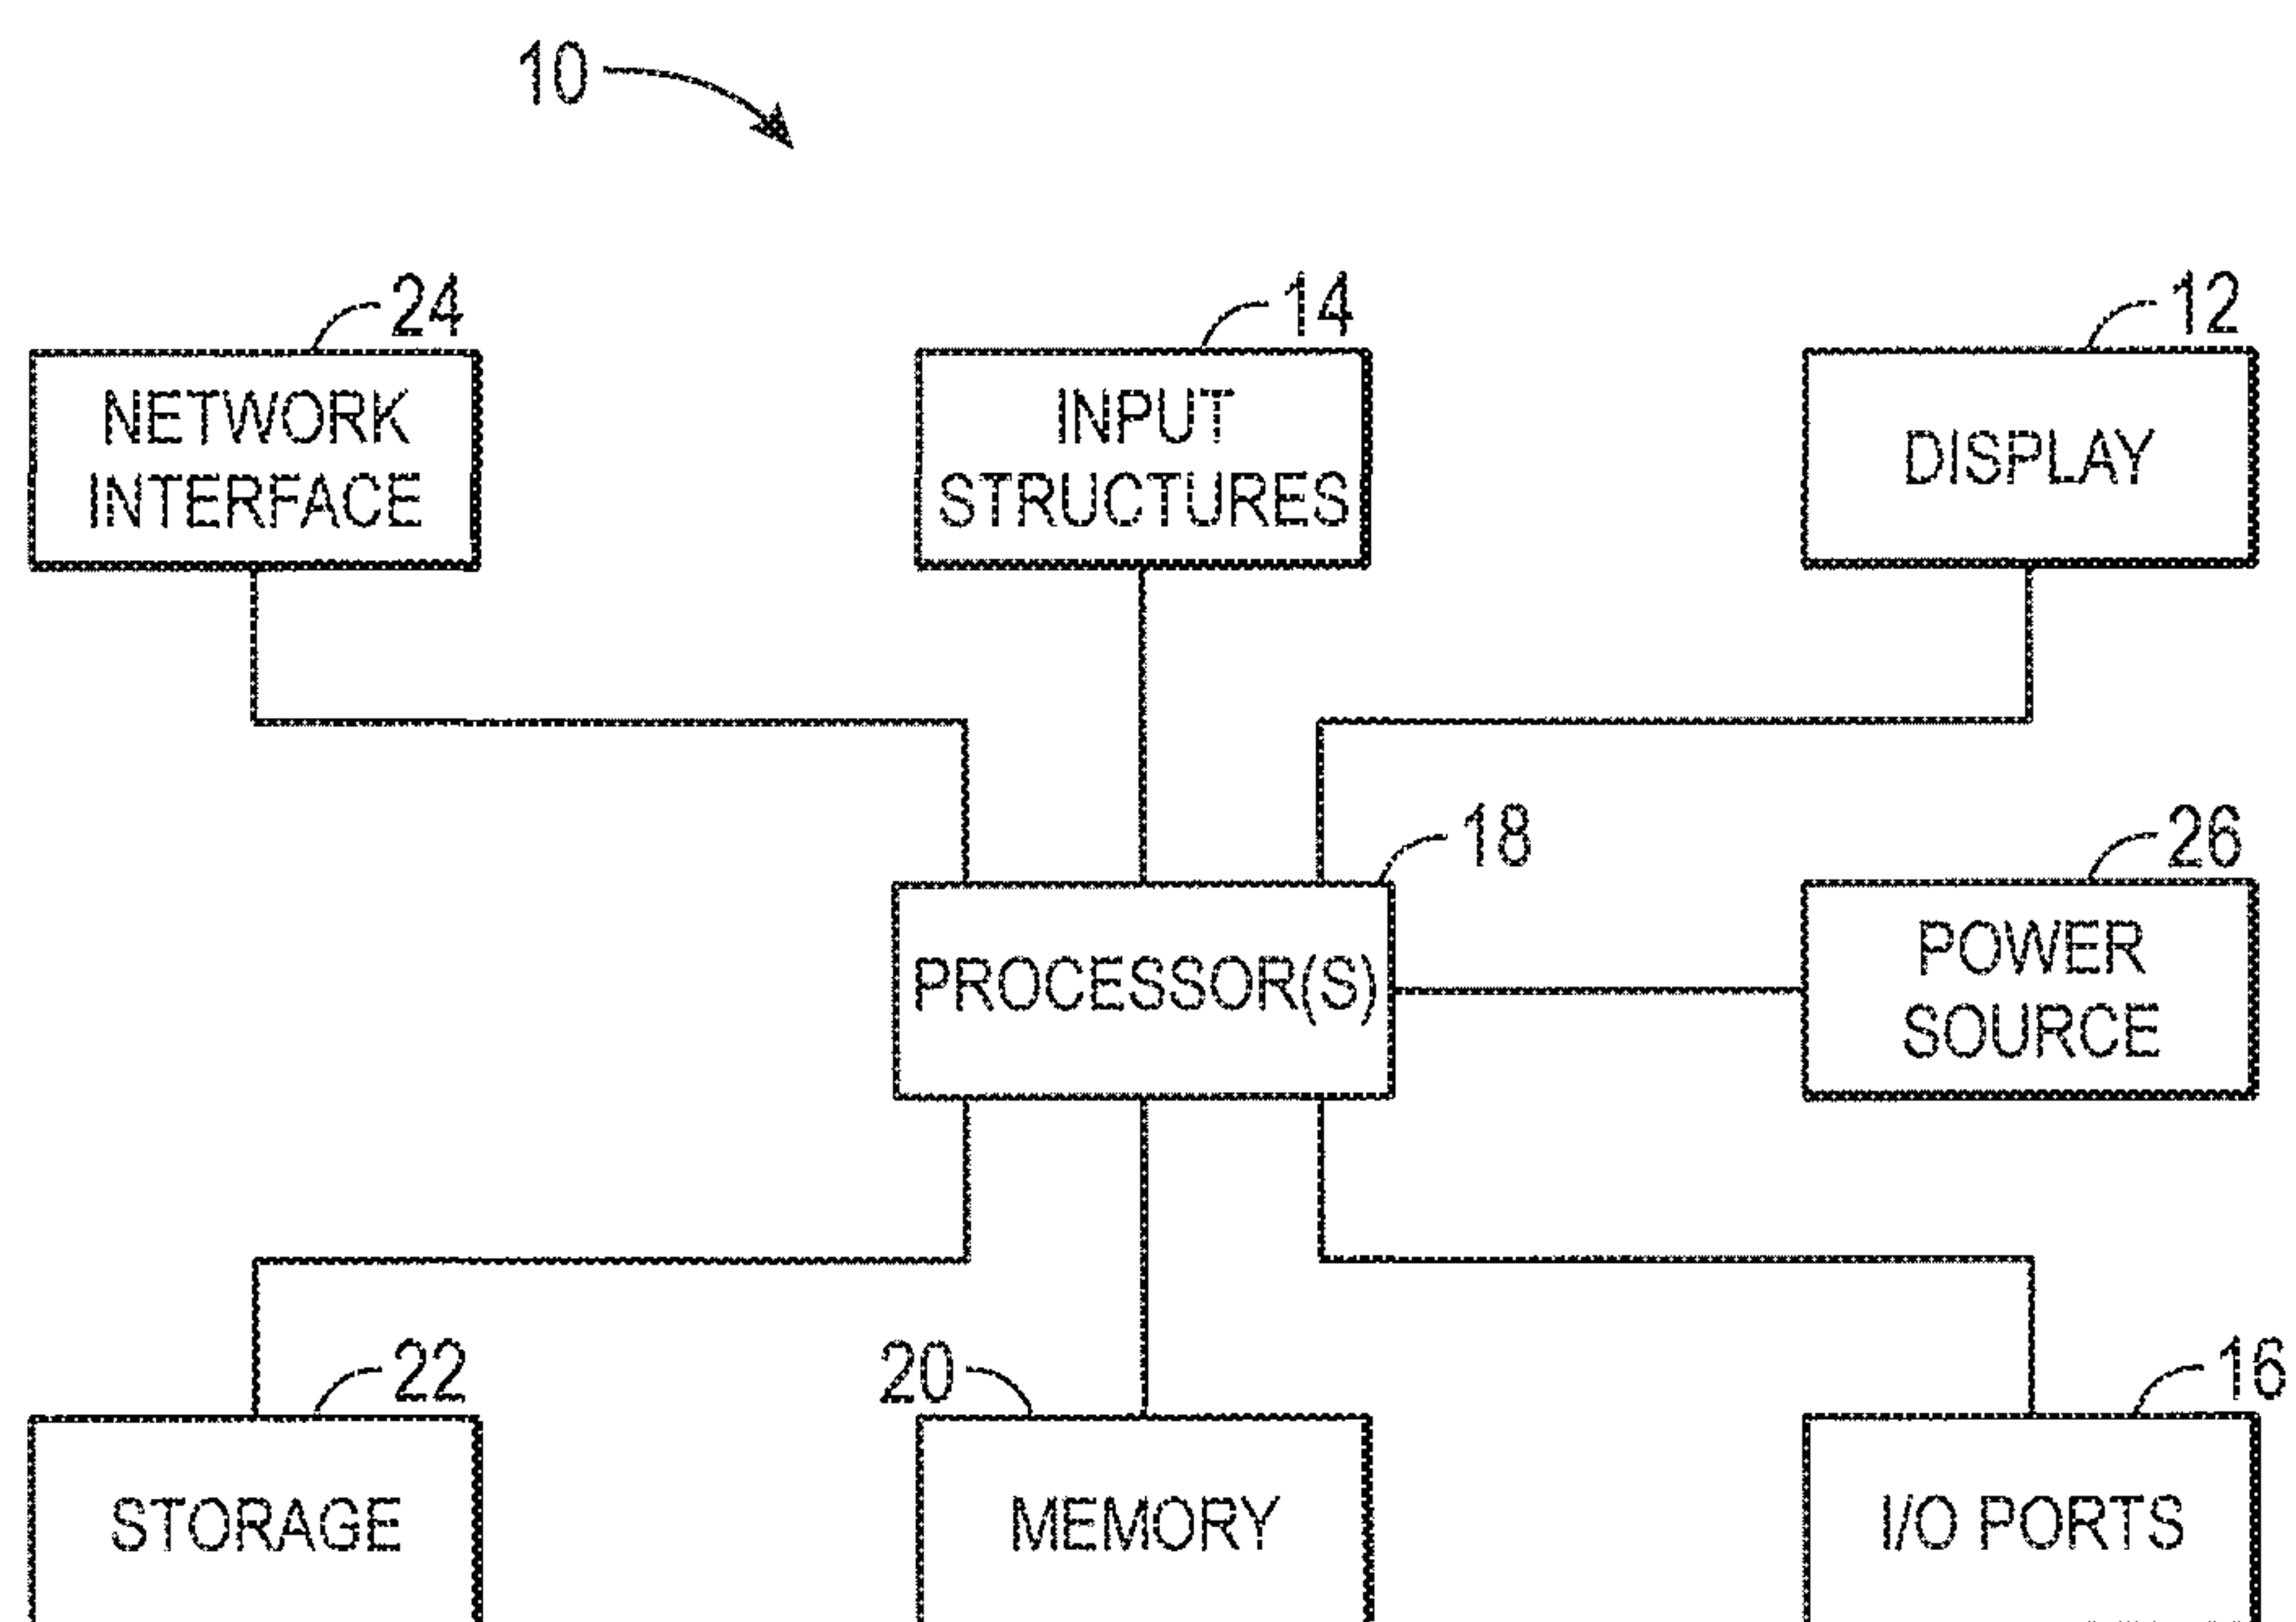 10
24
14
12
NETWORK
INTERFACE
INPUT
STRUCTURES
DISPLAY
18
26
PROCESSOR(S)
POWER
SOURCE
22
20
16
STORAGE
MEMORY
I/O PORTS